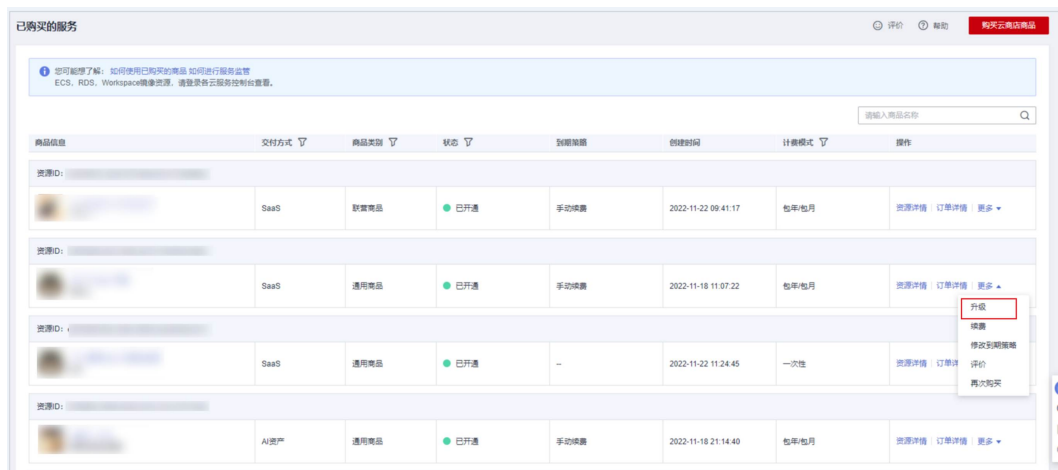 已购买的服务 评价 帮助 购买云商店商品
您可能想了解： 如何使用已购买的商品 如何进行服务监管
ECS、RDS、Workspace镜像资源，请登录各云服务控制台查看。
请输入商品名称
商品信息 交付方式 商品类别 状态 到期策略 创建时间 计费模式 操作
资源ID:
SaaS 联营商品 已开通 手动续费 2022-11-22 09:41:17 包年/包月 资源详情 订单详情 更多
资源ID:
SaaS 通用商品 已开通 手动续费 2022-11-18 11:07:22 包年/包月 资源详情 订单详情 更多
升级
续费
修改到期策略
评价
再次购买
资源ID:
SaaS 通用商品 已开通 -- 2022-11-22 11:24:45 一次性 资源详情 订单详
资源ID:
AI资产 通用商品 已开通 手动续费 2022-11-18 21:14:40 包年/包月 资源详情 订单详情 更多